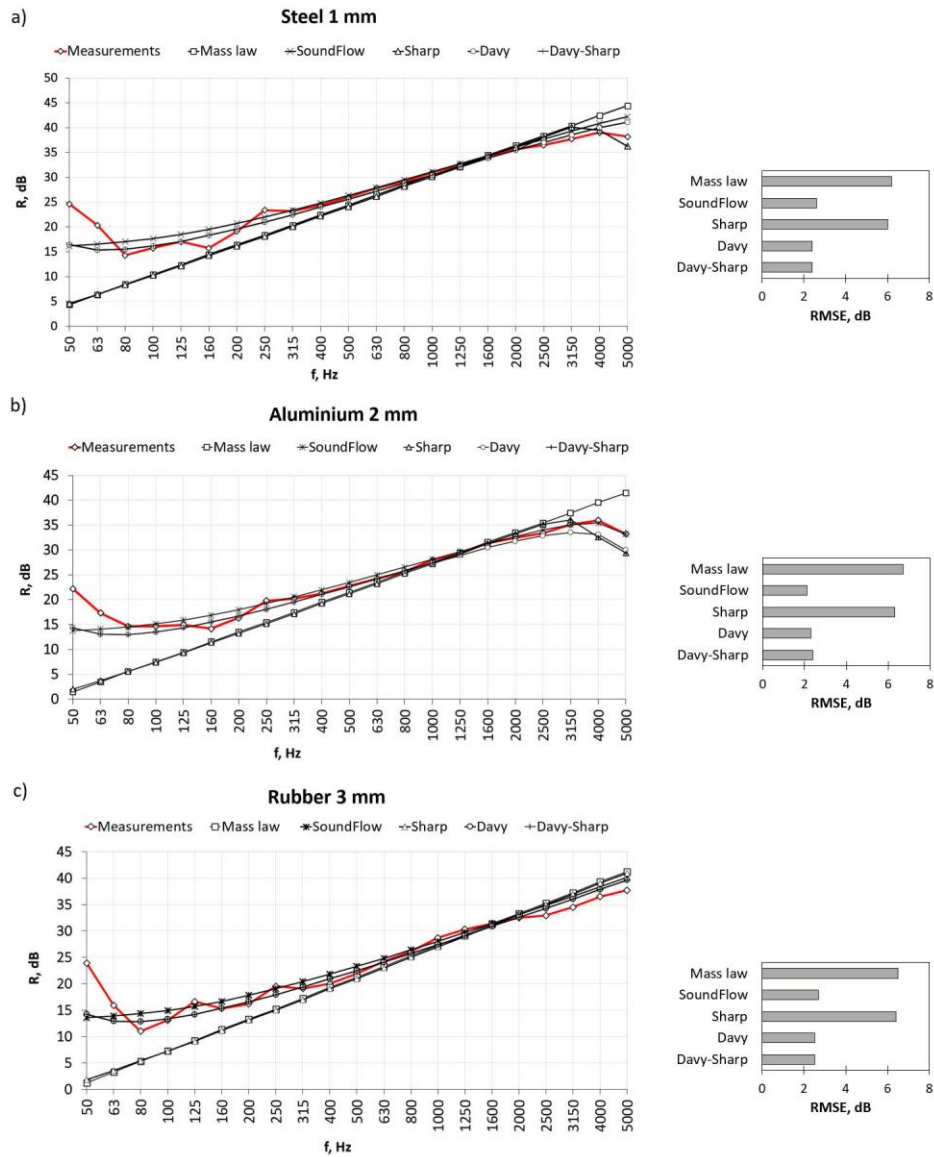 a)
Steel 1 mm
Measurements Mass law SoundFlow Sharp Davy Davy-Sharp
50
45
40
35
30
25
20
15
10
5
0
R, dB
50 63 80 100 125 160 200 250 315 400 500 630 800 1000 1250 1600 2000 2500 3150 4000 5000
f, Hz
Mass law
SoundFlow
Sharp
Davy
Davy-Sharp
0 2 4 6 8
RMSE, dB
b)
Aluminium 2 mm
Measurements Mass law SoundFlow Sharp Davy Davy-Sharp
45
40
35
30
25
20
15
10
5
0
R, dB
50 63 80 100 125 160 200 250 315 400 500 630 800 1000 1250 1600 2000 2500 3150 4000 5000
f, Hz
Mass law
SoundFlow
Sharp
Davy
Davy-Sharp
0 2 4 6 8
RMSE, dB
c)
Rubber 3 mm
Measurements Mass law SoundFlow Sharp Davy Davy-Sharp
45
40
35
30
25
20
15
10
5
0
R, dB
50 63 80 100 125 160 200 250 315 400 500 630 800 1000 1250 1600 2000 2500 3150 4000 5000
f, Hz
Mass law
SoundFlow
Sharp
Davy
Davy-Sharp
0 2 4 6 8
RMSE, dB